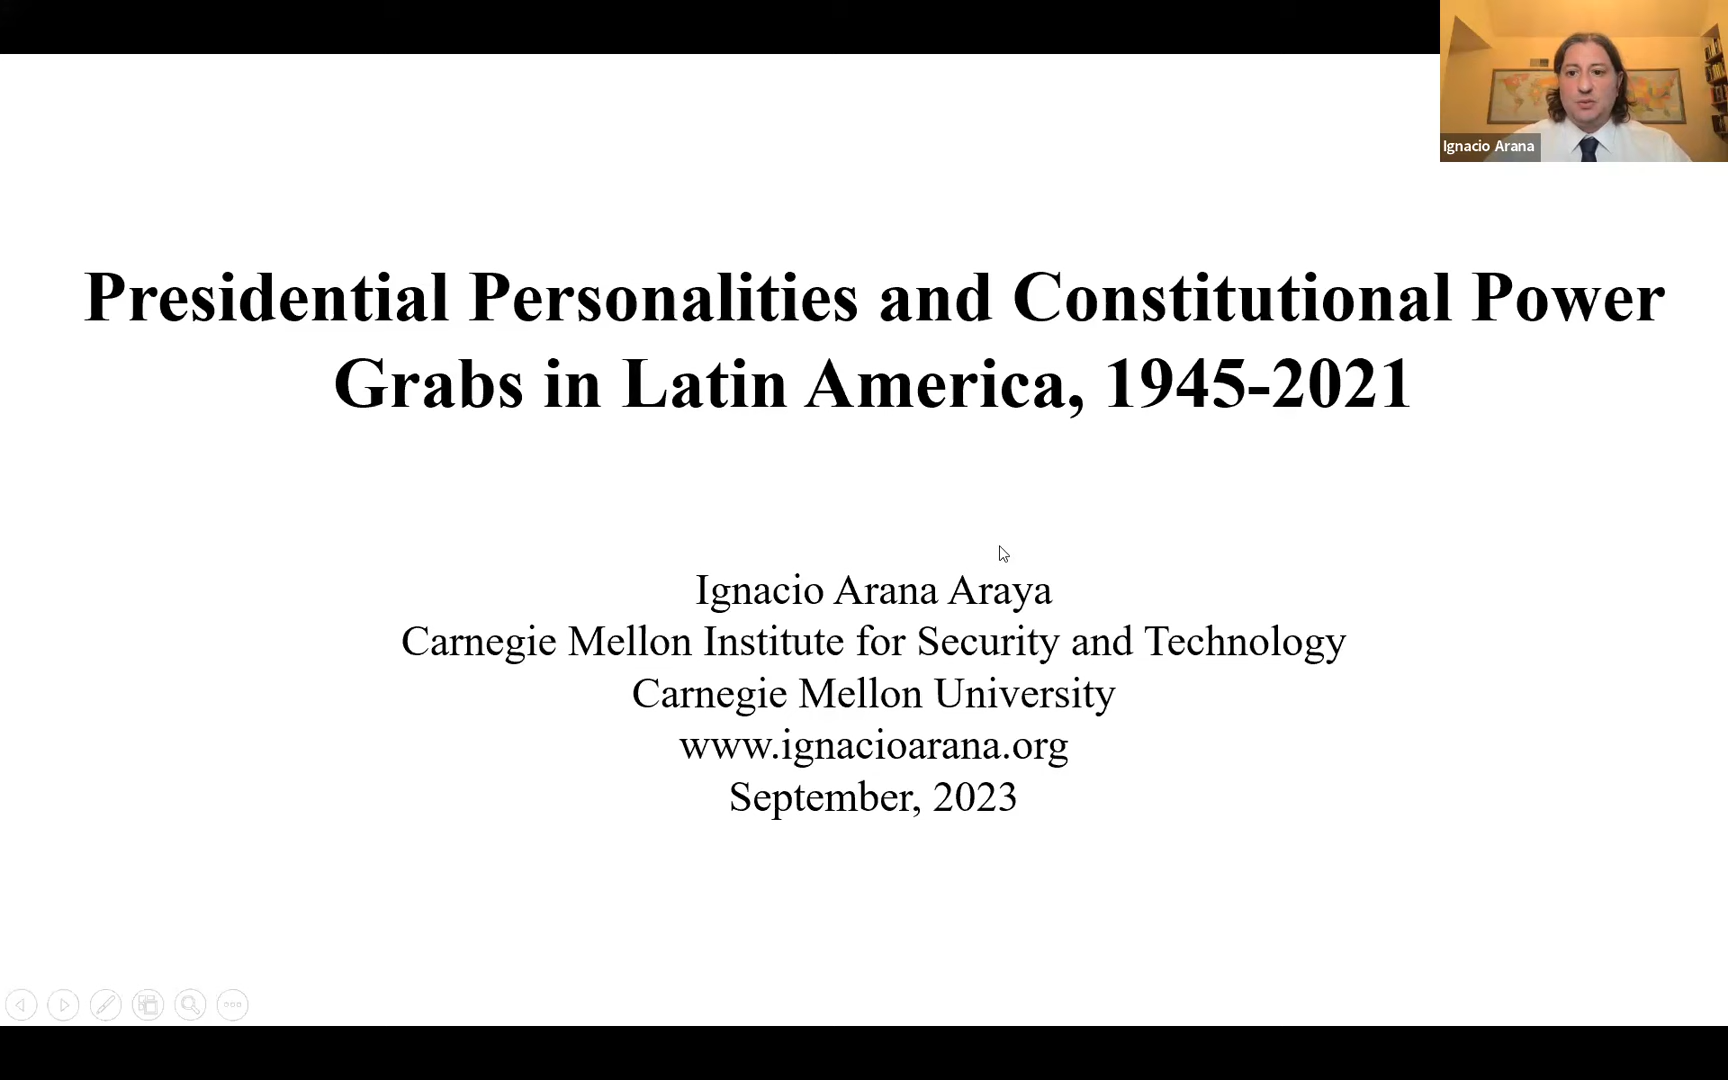 Ignacio Arana
Presidential Personalities and Constitutional Power
Grabs in Latin America, 1945-2021
Ignacio Arana Araya
Carnegie Mellon Institute for Security and Technology
Carnegie Mellon University
www.ignacioarana.org
September, 2023